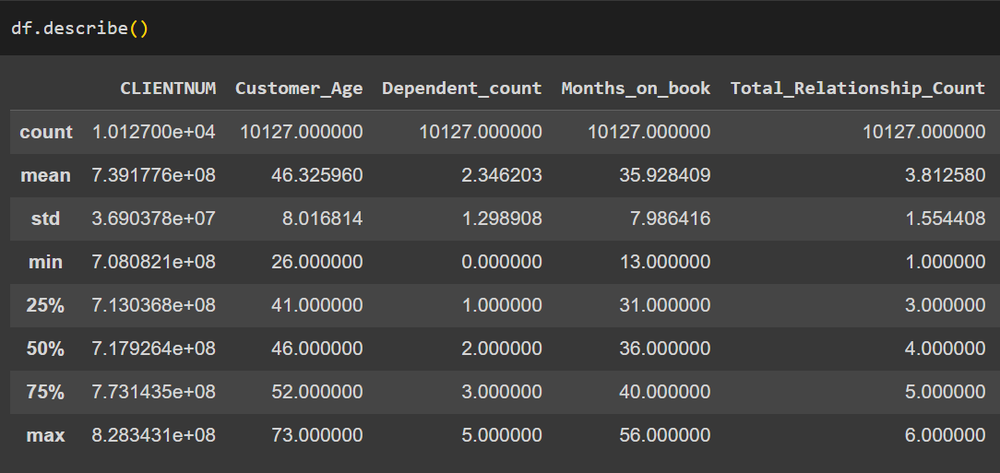 df.describe()
CLIENTNUM Customer_Age Dependent_count Months_on_book Total_Relationship_Count
count 1.012700e+04 10127.000000 10127.000000 10127.000000 10127.000000
mean 7.391776e+08 46.325960 2.346203 35.928409 3.812580
std 3.690378e+07 8.016814 1.298908 7.986416 1.554408
min 7.080821e+08 26.000000 0.000000 13.000000 1.000000
25% 7.130368e+08 41.000000 1.000000 31.000000 3.000000
50% 7.179264e+08 46.000000 2.000000 36.000000 4.000000
75% 7.731435e+08 52.000000 3.000000 40.000000 5.000000
max 8.283431e+08 73.000000 5.000000 56.000000 6.000000